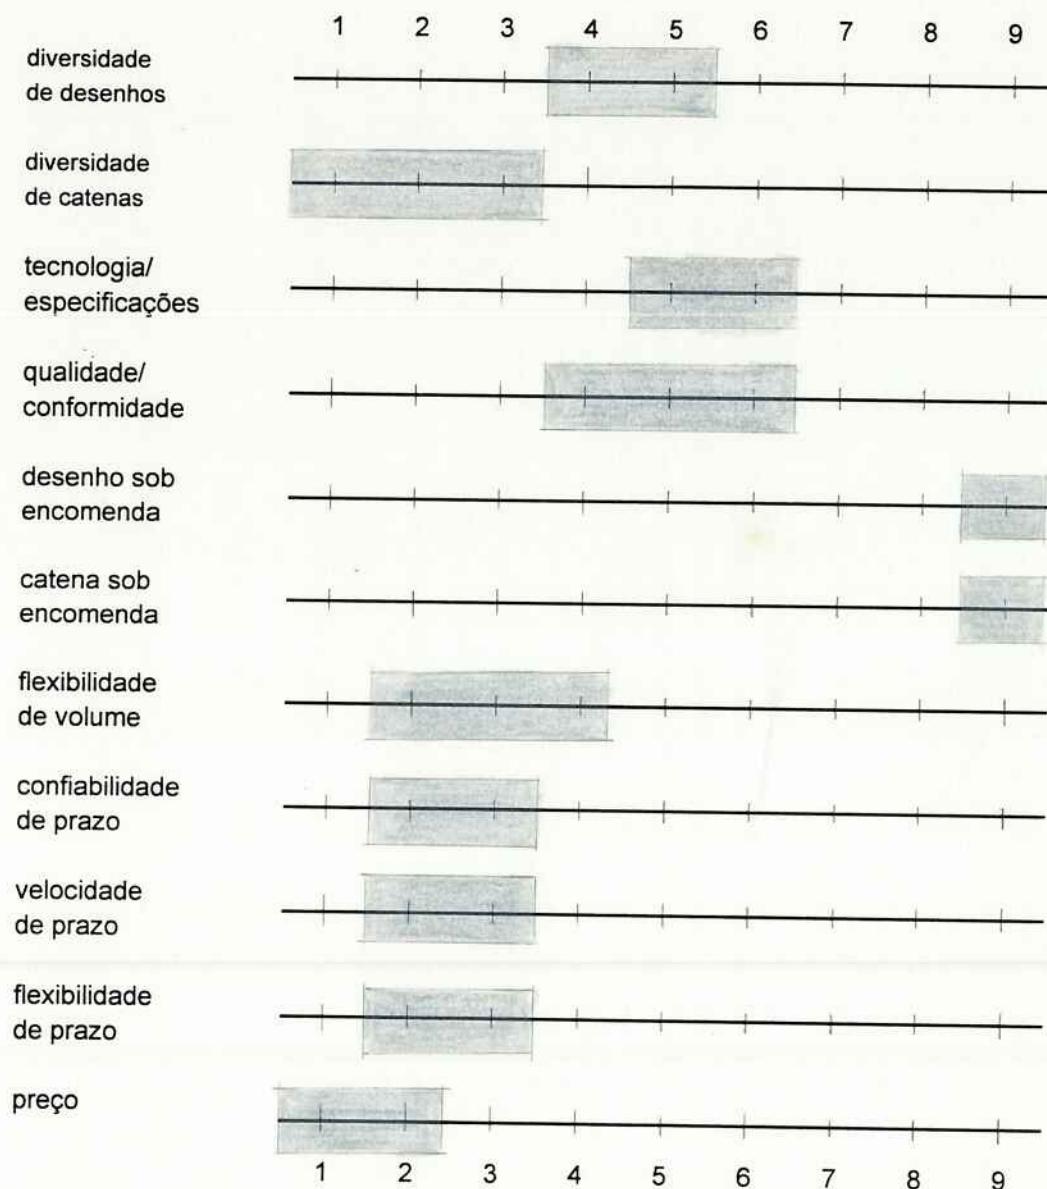 1 2 3 4 5 6 7 8 9
diversidade
de desenhos
diversidade
de catenas
tecnologia/
especificações
qualidade/
conformidade
desenho sob
encomenda
catena sob
encomenda
flexibilidade
de volume
confiabilidade
de prazo
velocidade
de prazo
flexibilidade
de prazo
preço
1 2 3 4 5 6 7 8 9